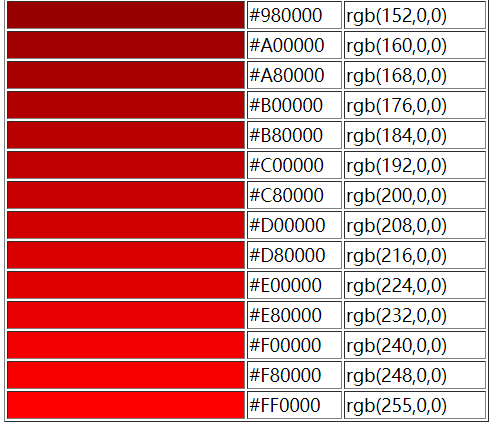 #980000 rgb(152,0,0)
#A00000 rgb(160,0,0)
#A80000 rgb(168,0,0)
#B00000 rgb(176,0,0)
#B80000 rgb(184,0,0)
#C00000 rgb(192,0,0)
#C80000 rgb(200,0,0)
#D00000 rgb(208,0,0)
#D80000 rgb(216,0,0)
#E00000 rgb(224,0,0)
#E80000 rgb(232,0,0)
#F00000 rgb(240,0,0)
#F80000 rgb(248,0,0)
#FF0000 rgb(255,0,0)